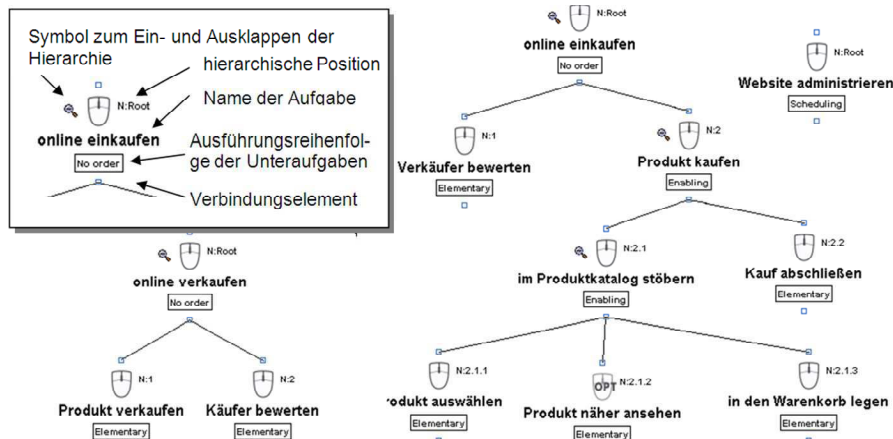 Symbol zum Ein- und Ausklappen der
Hierarchie
hierarchische Position
N:Root
Name der Aufgabe
online einkaufen
Ausführungsreihenfol-
ge der Unteraufgaben
No order
Verbindungselement
N:Root
online einkaufen
No order
N:Root
Website administrieren
Scheduling
N:1
Verkäufer bewerten
Elementary
N:2
Produkt kaufen
Enabling
N:Root
online verkaufen
No order
N:2.1
im Produktkatalog stöbern
Enabling
N:2.2
Kauf abschließen
Elementary
N:1
Produkt verkaufen
Elementary
N:2
Käufer bewerten
Elementary
N:2.1.1
rodukt auswählen
Elementary
OPT
N:2.1.2
Produkt näher ansehen
Elementary
N:2.1.3
in den Warenkorb legen
Elementary